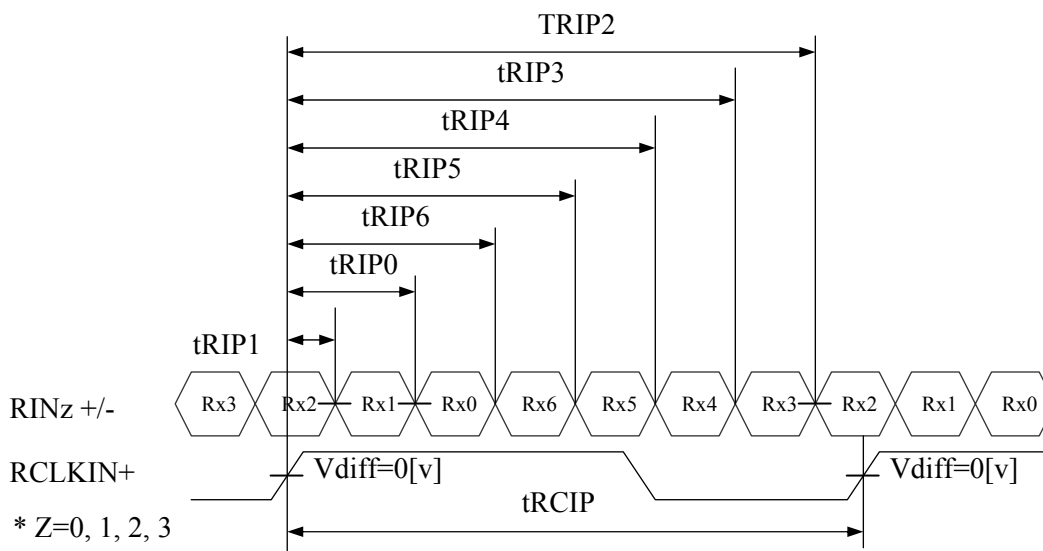 TRIP2
tRIP3
tRIP4
tRIP5
tRIP6
tRIP0
tRIP1
RINz +/- Rx3 Rx2 Rx1 Rx0 Rx6 Rx5 Rx4 Rx3 Rx2 Rx1 Rx0
RCLKIN+ Vdiff=0[v] Vdiff=0[v]
tRCIP
* Z=0, 1, 2, 3